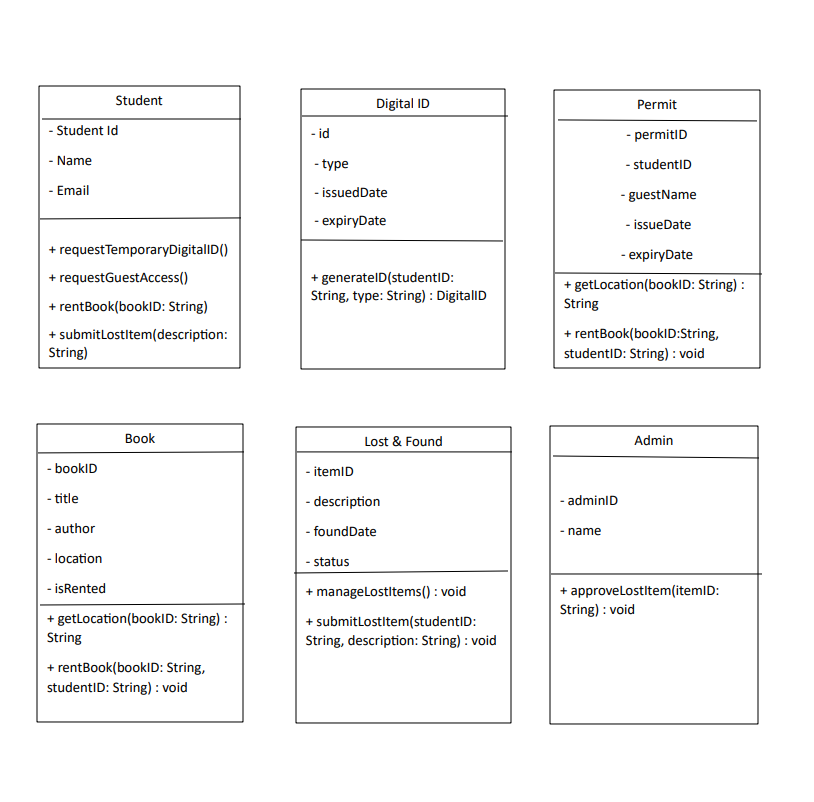 Student
- Student Id
- Name
- Email
+ requestTemporaryDigitalID()
+ requestGuestAccess()
+ rentBook(bookID: String)
+ submitLostItem(description:
String)
Digital ID
- id
- type
- issuedDate
- expiryDate
+ generateID(studentID:
String, type: String) : DigitalID
Permit
- permitID
- studentID
- guestName
- issueDate
- expiryDate
+ getLocation(bookID: String) :
String
+ rentBook(bookID:String,
studentID: String) : void
Book
- bookID
- title
- author
- location
- isRented
+ getLocation(bookID: String) :
String
+ rentBook(bookID: String,
studentID: String) : void
Lost & Found
- itemID
- description
- foundDate
- status
+ manageLostItems() : void
+ submitLostItem(studentID:
String, description: String) : void
Admin
- adminID
- name
+ approveLostItem(itemID:
String) : void